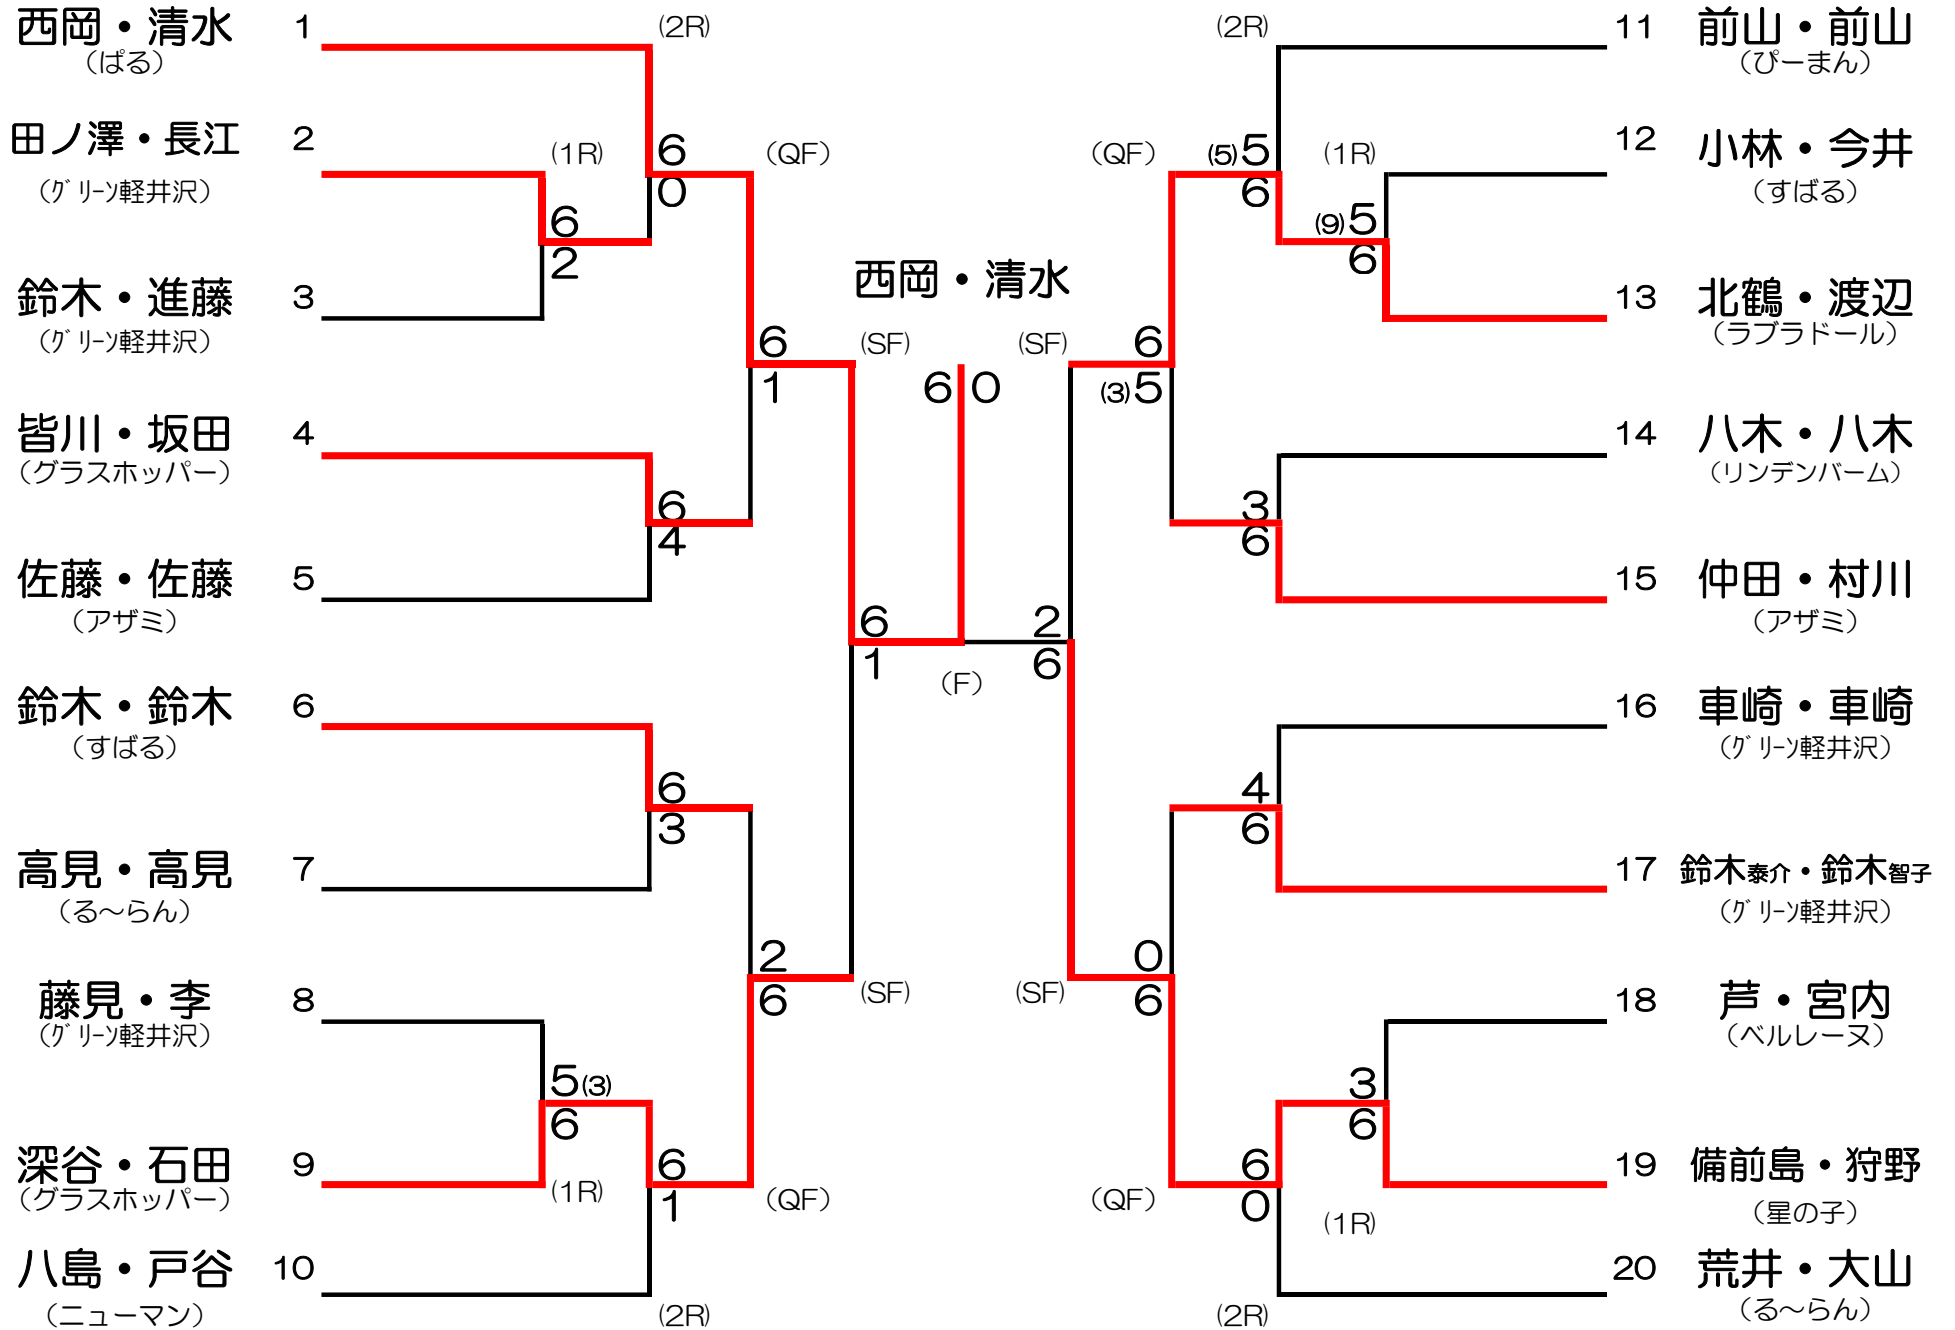 西岡・清水
(ぱる)
1
(2R)
田ノ澤・長江
(グリーン軽井沢)
2
(1R)
6
0
(QF)
6
2
鈴木・進藤
(グリーン軽井沢)
3
6
1
(SF)
皆川・坂田
(グラスホッパー)
4
6
4
佐藤・佐藤
(アザミ)
5
6
1
鈴木・鈴木
(すばる)
6
6
3
高見・高見
(る〜らん)
7
2
6
(SF)
藤見・李
(グリーン軽井沢)
8
5(3)
6
深谷・石田
(グラスホッパー)
9
(1R)
6
1
(QF)
八島・戸谷
(ニューマン)
10
(2R)
西岡・清水
6 0
(F)
(2R)
11
前山・前山
(ぴーまん)
(QF)
(5)5
6
(1R)
12
小林・今井
(すばる)
(9)5
6
13
北鶴・渡辺
(ラブラドール)
(SF)
6
(3)5
14
八木・八木
(リンデンバーム)
3
6
15
仲田・村川
(アザミ)
2
6
16
車崎・車崎
(グリーン軽井沢)
4
6
17
鈴木泰介・鈴木智子
(グリーン軽井沢)
(SF)
0
6
18
芦・宮内
(ベルレーヌ)
3
6
19
備前島・狩野
(星の子)
(QF)
6
0
(1R)
20
荒井・大山
(る〜らん)
(2R)